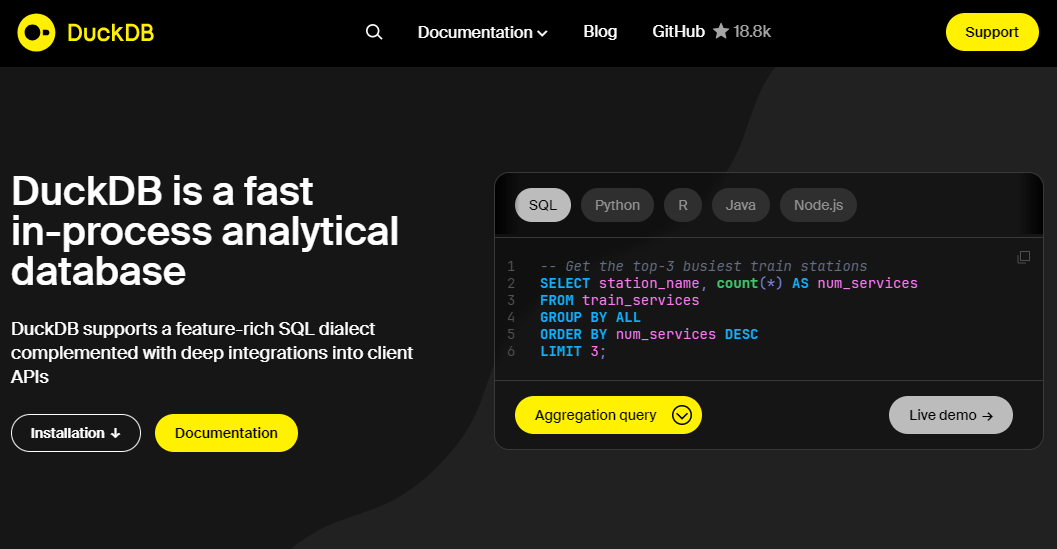 DuckDB
Documentation
Blog
GitHub 18.8k
Support
DuckDB is a fast
in-process analytical
database
DuckDB supports a feature-rich SQL dialect
complemented with deep integrations into client
APIs
Installation ↓
Documentation
SQL
Python
R
Java
Node.js
1 -- Get the top-3 busiest train stations
2 SELECT station_name, count(*) AS num_services
3 FROM train_services
4 GROUP BY ALL
5 ORDER BY num_services DESC
6 LIMIT 3;
Aggregation query
Live demo →